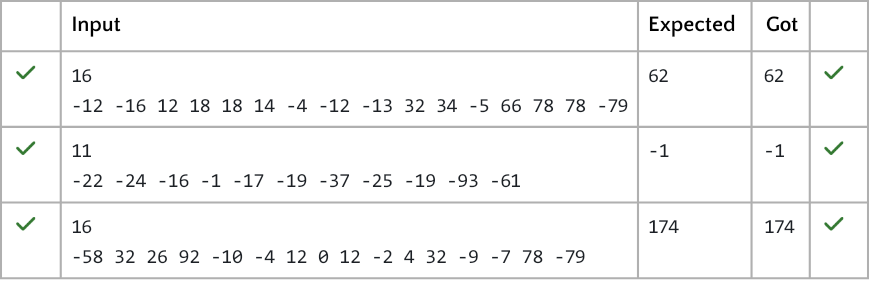 Input Expected Got
16 62 62
-12 -16 12 18 18 14 -4 -12 -13 32 34 -5 66 78 78 -79
11 -1 -1
-22 -24 -16 -1 -17 -19 -37 -25 -19 -93 -61
16 174 174
-58 32 26 92 -10 -4 12 0 12 -2 4 32 -9 -7 78 -79